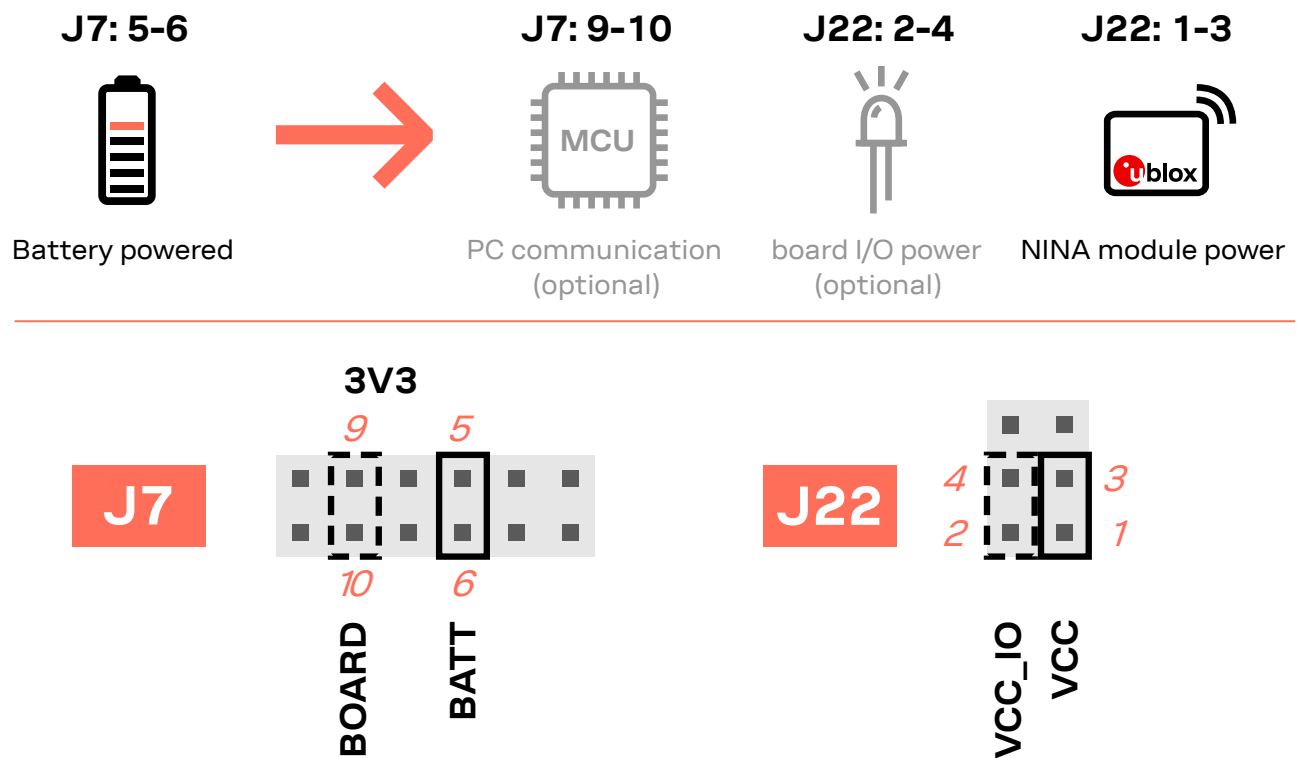 J7: 5-6
J7: 9-10
J22: 2-4
J22: 1-3
MCU
ublox
Battery powered
PC communication
(optional)
board I/O power
(optional)
NINA module power
3V3
9
5
J7
10
6
BOARD
BATT
J22
4
3
2
1
VCC_IO
VCC